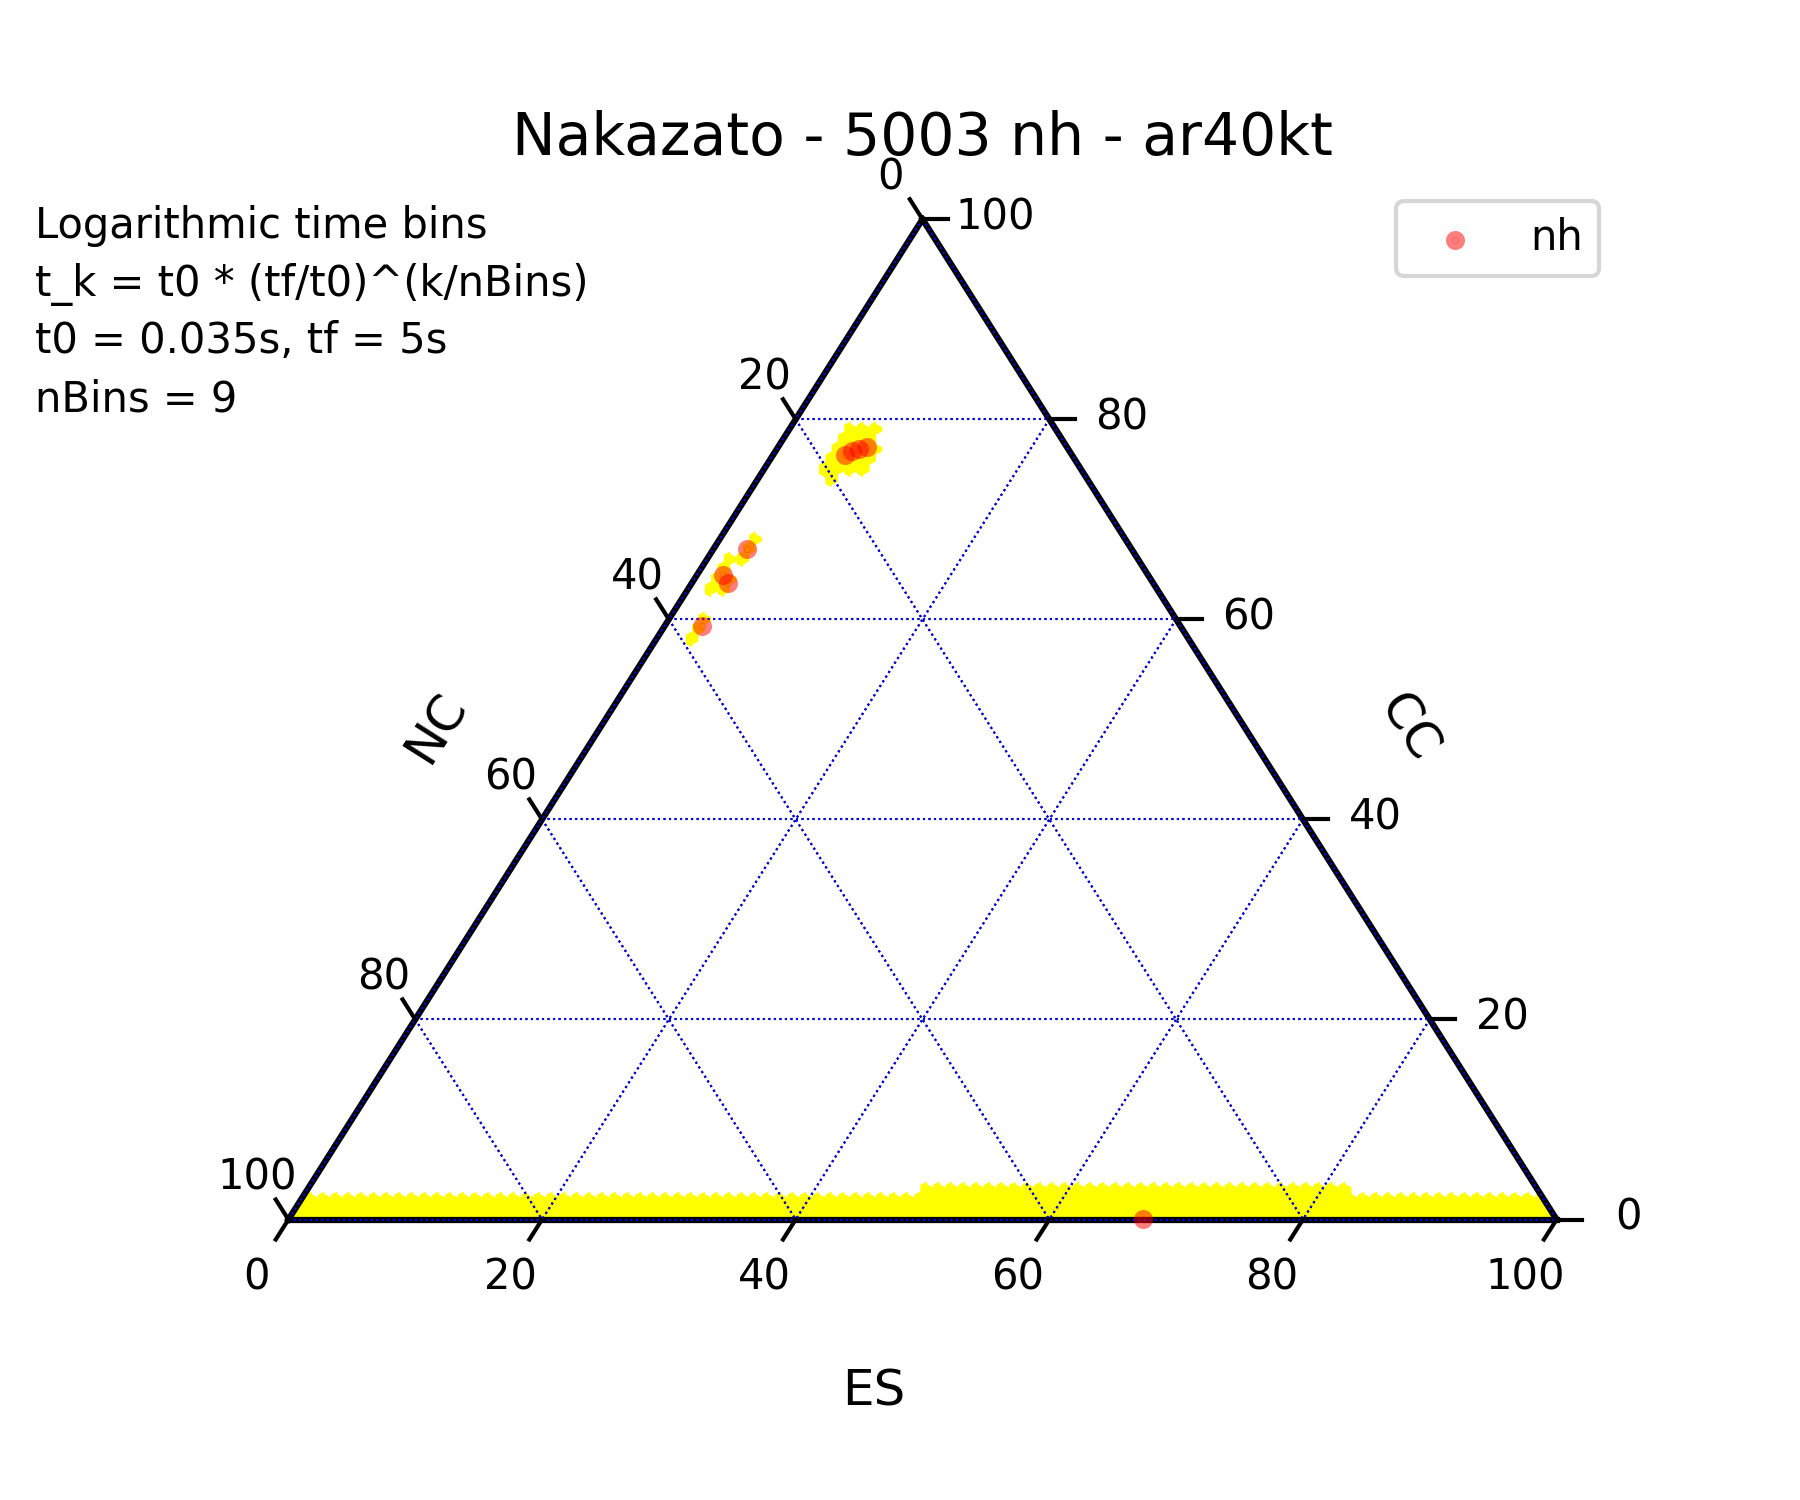 Nakazato - 5003 nh - ar40kt
Logarithmic time bins
t_k = t0 * (tf/t0)^(k/nBins)
t0 = 0.035s, tf = 5s
nBins = 9
nh
0
20
40
60
80
100
NC
100
80
60
40
20
0
CC
0
20
40
60
80
100
ES